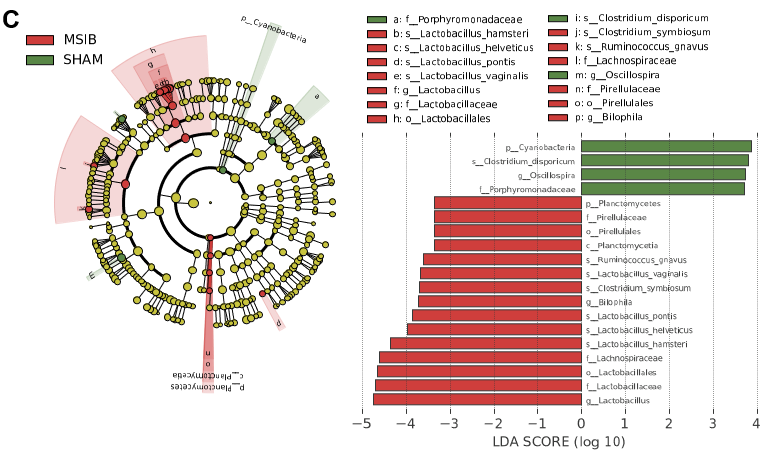 C
MSIB
SHAM
p__Cyanobacteria
h
g
f
a
l
p
n
o
c__Planctomycetia
p__Planctomycetes
a: f__Porphyromonadaceae
b: s__Lactobacillus_hamsteri
c: s__Lactobacillus_helveticus
d: s__Lactobacillus_pontis
e: s__Lactobacillus_vaginalis
f: g__Lactobacillus
g: f__Lactobacillaceae
h: o__Lactobacillales
i: s__Clostridium_disporicum
j: s__Clostridium_symbiosum
k: s__Ruminococcus_gnavus
l: f__Lachnospiraceae
m: g__Oscillospira
n: f__Pirellulaceae
o: o__Pirellulales
p: g__Bilophila
p__Cyanobacteria
s__Clostridium_disporicum
g__Oscillospira
f__Porphyromonadaceae
p__Planctomycetes
f__Pirellulaceae
o__Pirellulales
c__Planctomycetia
s__Ruminococcus_gnavus
s__Lactobacillus_vaginalis
s__Clostridium_symbiosum
g__Bilophila
s__Lactobacillus_pontis
s__Lactobacillus_helveticus
s__Lactobacillus_hamsteri
f__Lachnospiraceae
o__Lactobacillales
f__Lactobacillaceae
g__Lactobacillus
−5 −4 −3 −2 −1 0 1 2 3 4
LDA SCORE (log 10)